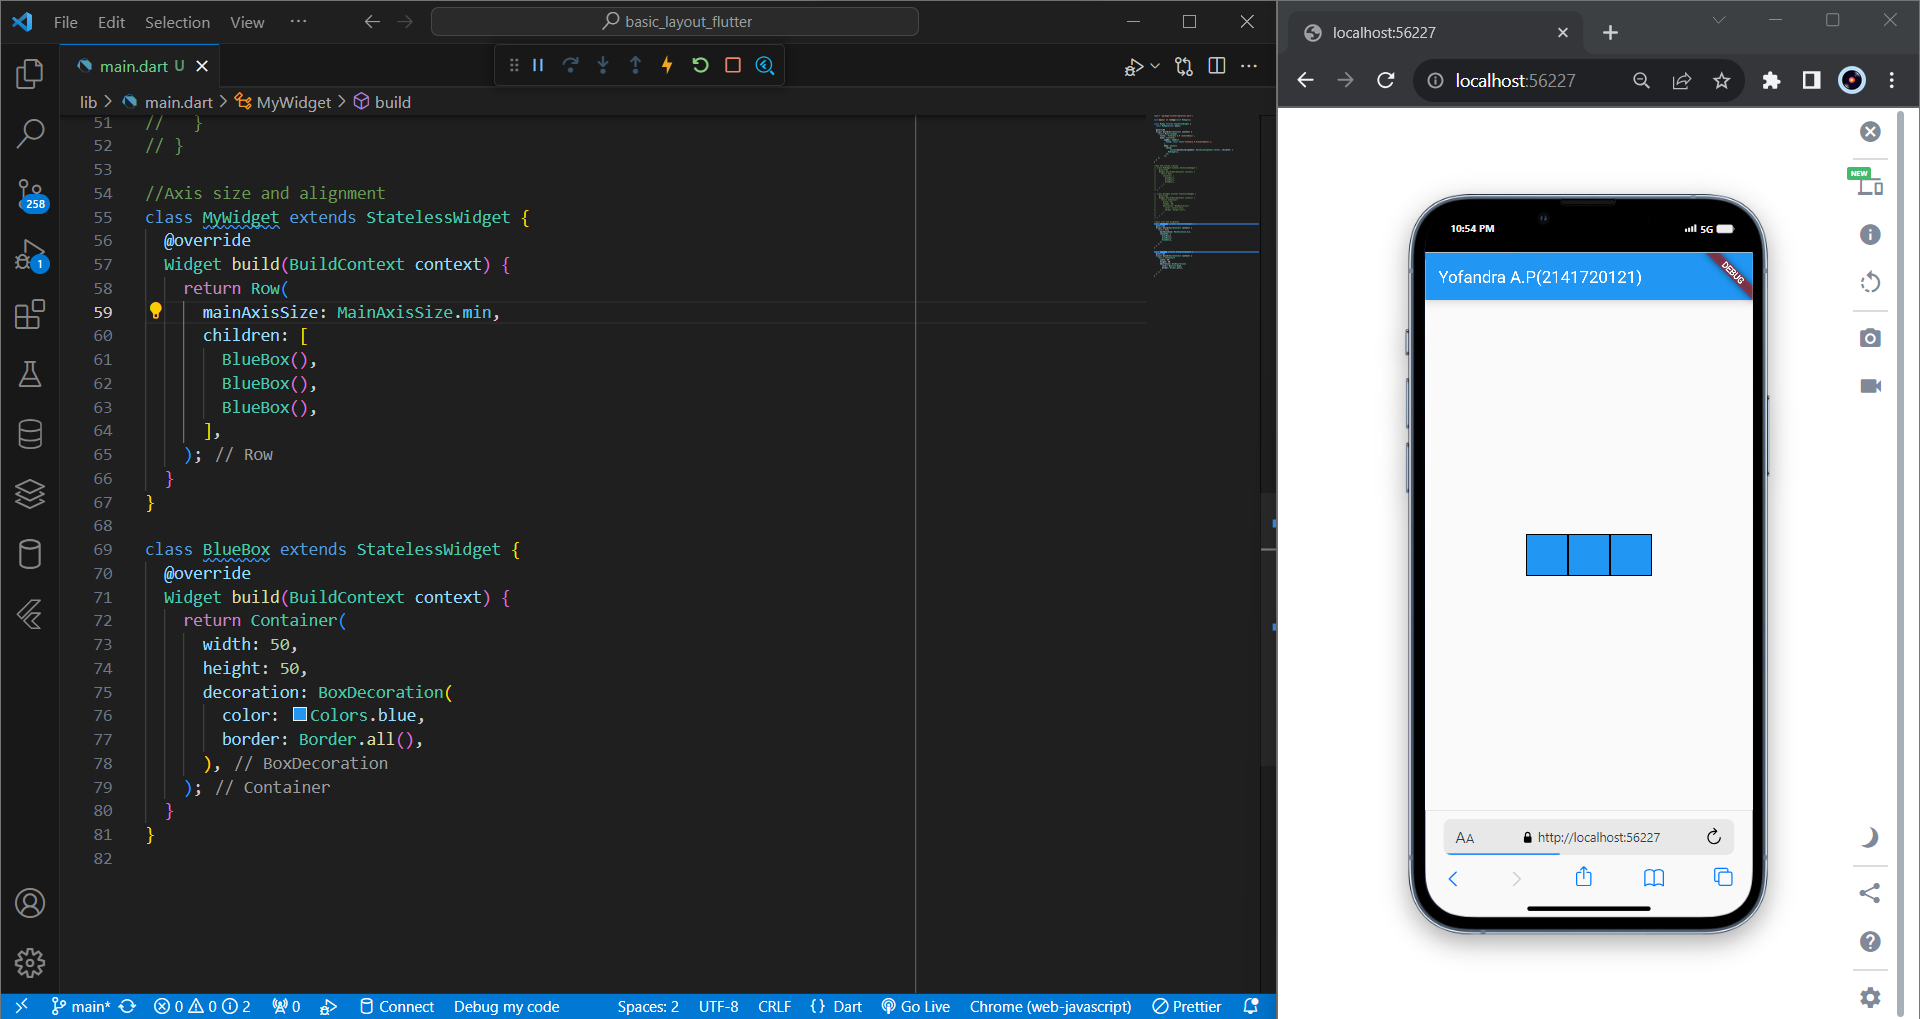 File Edit Selection View ··· basic_layout_flutter
main.dart U
lib > main.dart > MyWidget > build
51 //   }
52 // }
53
54 //Axis size and alignment
55 class MyWidget extends StatelessWidget {
56   @override
57   Widget build(BuildContext context) {
58     return Row(
59       mainAxisSize: MainAxisSize.min,
60       children: [
61         BlueBox(),
62         BlueBox(),
63         BlueBox(),
64       ],
65     ); // Row
66   }
67 }
68
69 class BlueBox extends StatelessWidget {
70   @override
71   Widget build(BuildContext context) {
72     return Container(
73       width: 50,
74       height: 50,
75       decoration: BoxDecoration(
76         color: Colors.blue,
77         border: Border.all(),
78       ), // BoxDecoration
79     ); // Container
80   }
81 }
82
258
1
main* 0 0 2 0 Connect Debug my code Spaces: 2 UTF-8 CRLF {} Dart Go Live Chrome (web-javascript) Prettier
localhost:56227
localhost:56227
NEW
10:54 PM 5G
Yofandra A.P(2141720121)
DEBUG
AA http://localhost:56227